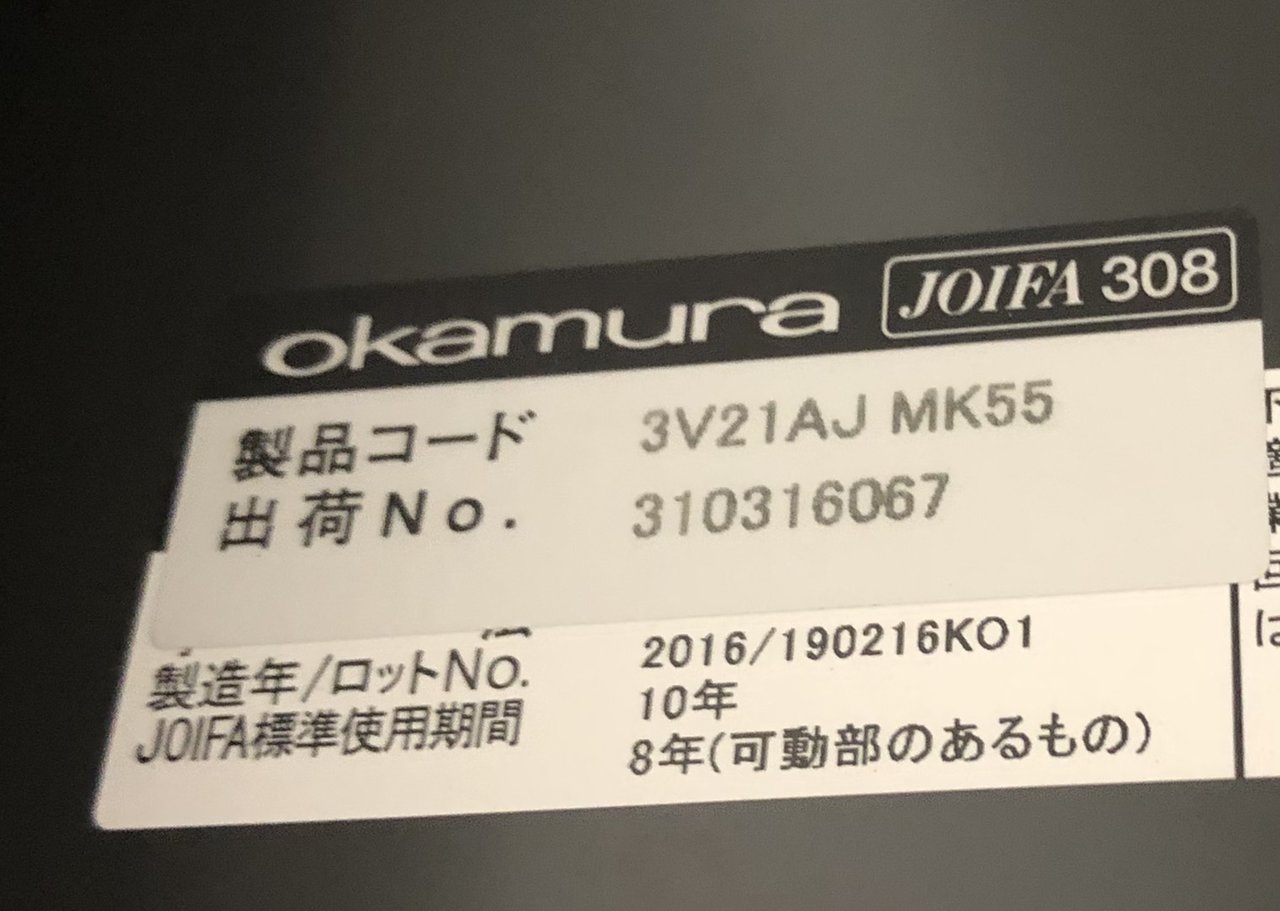 okamura JOIFA 308
製品コード 3V21AJ MK55
出荷No. 310316067
製造年/ロットNo. 2016/190216K01
JOIFA標準使用期間 10年
8年(可動部のあるもの)